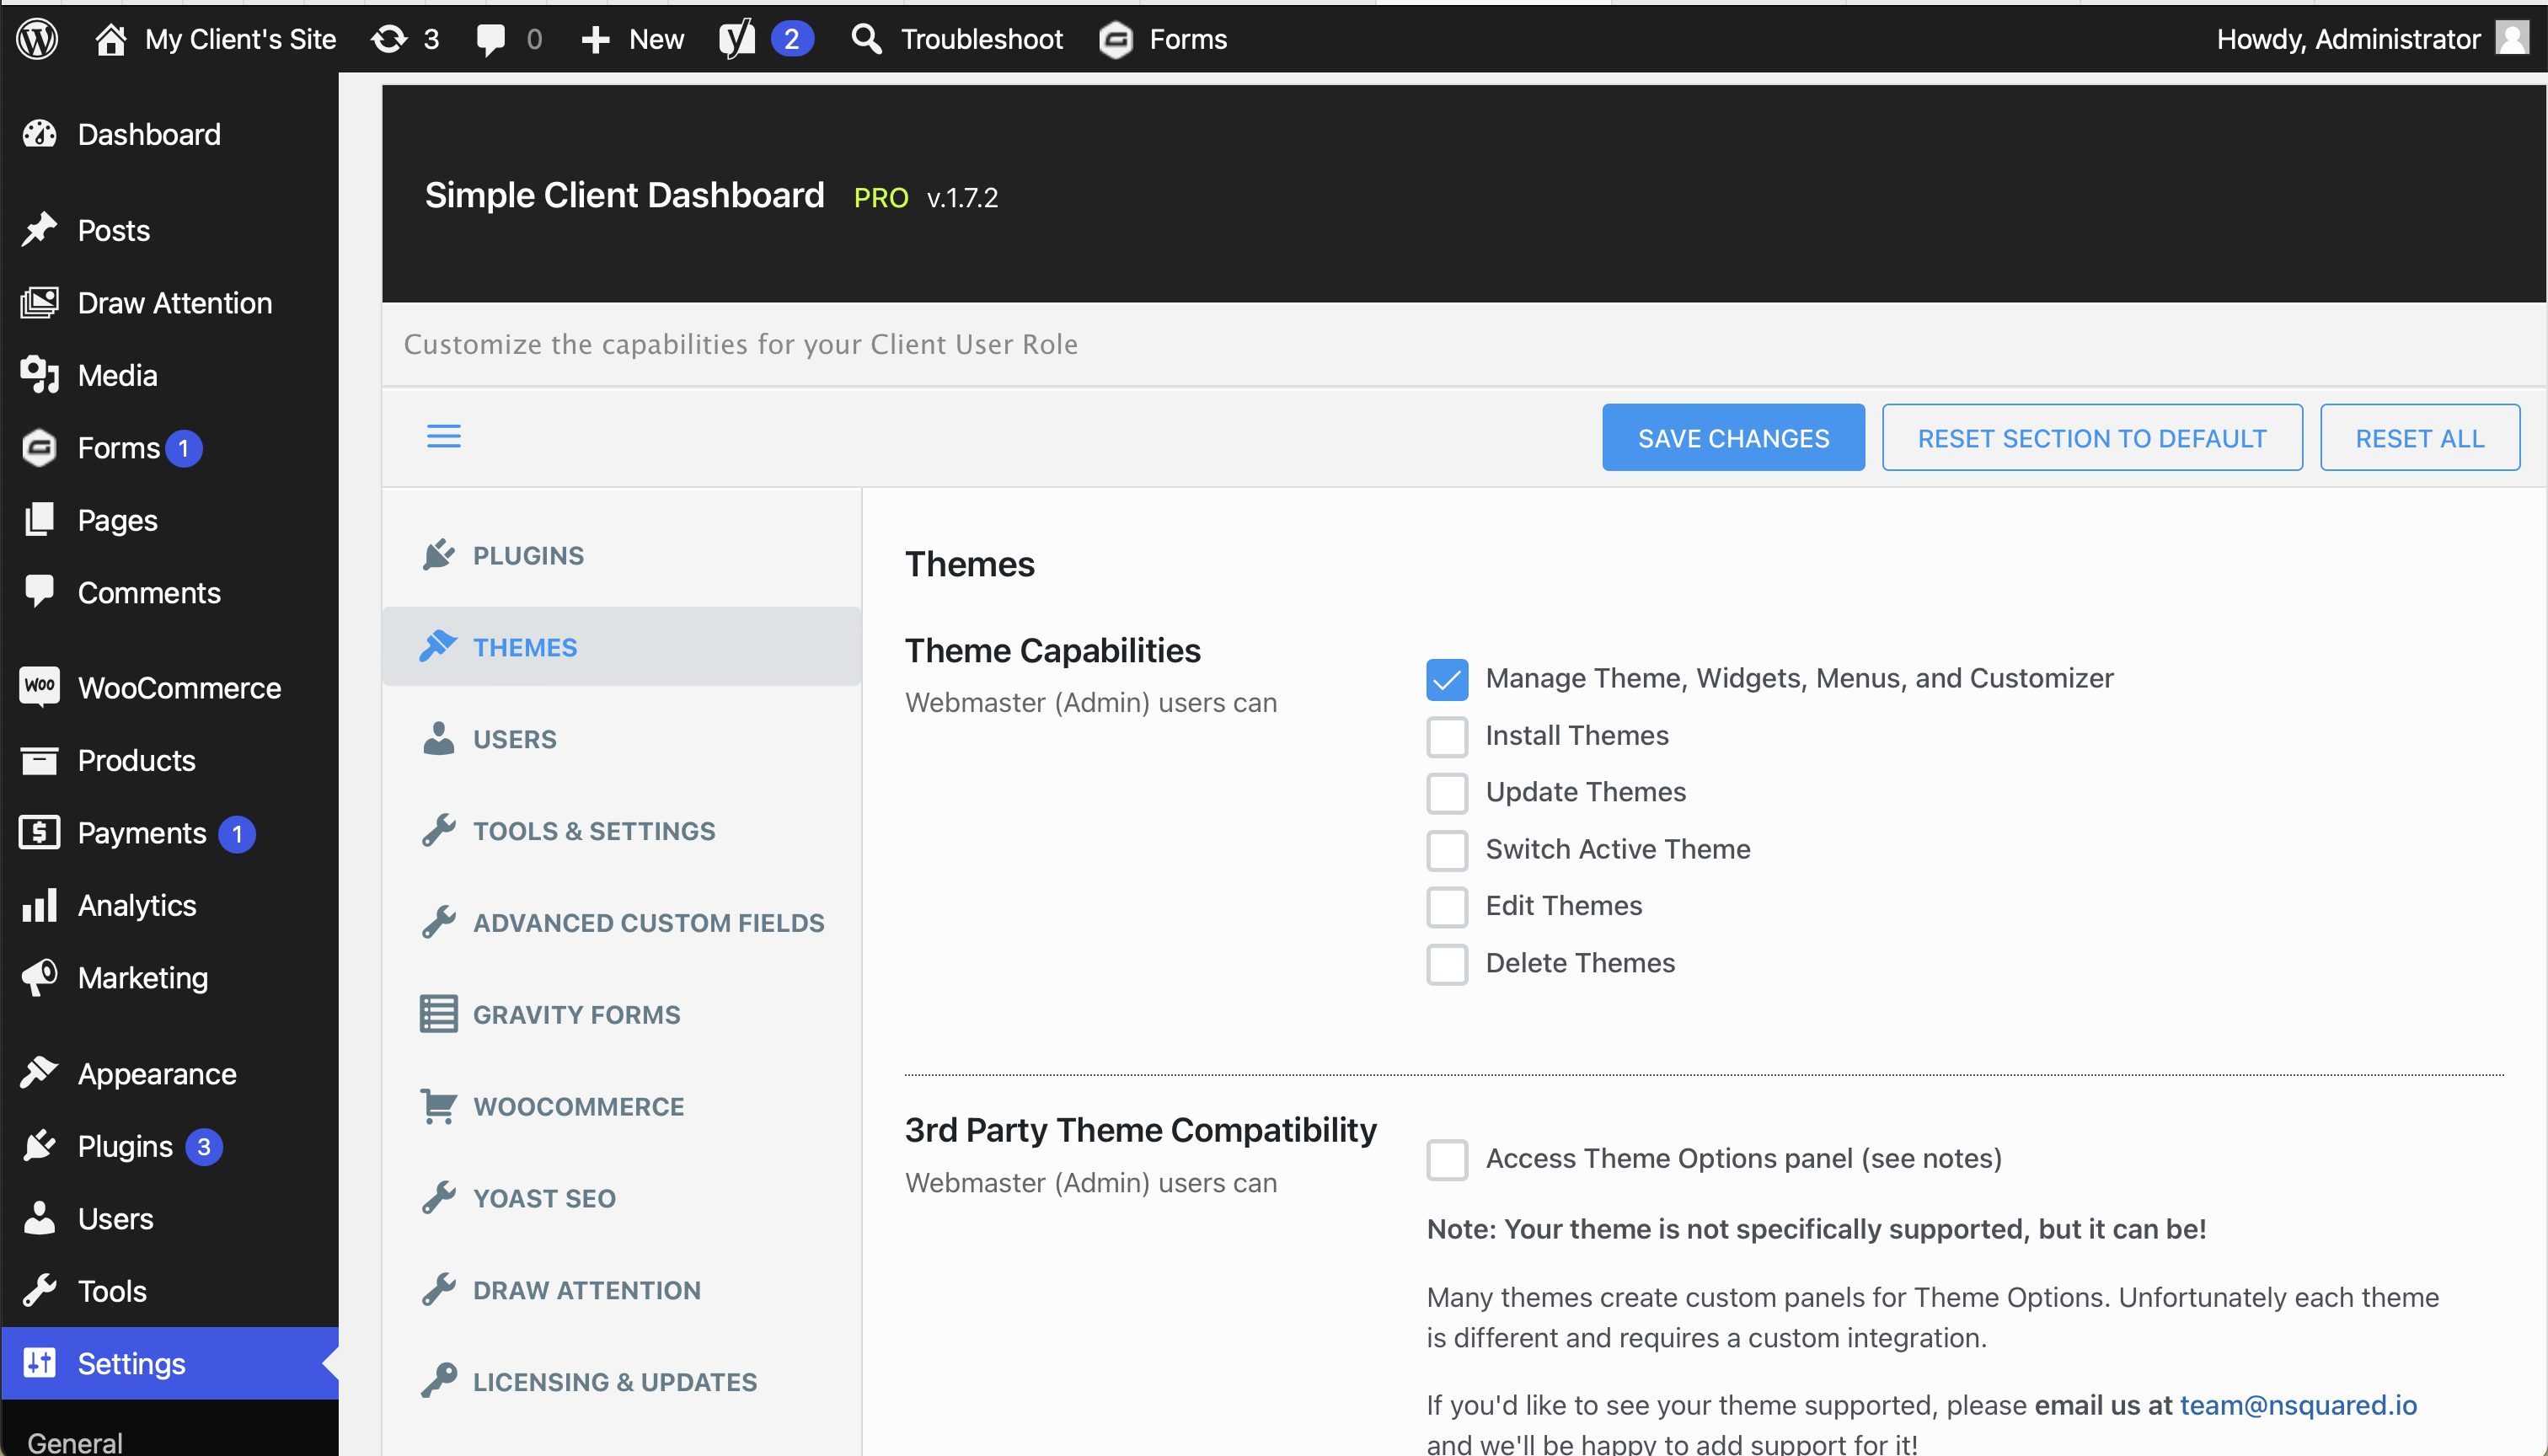 My Client's Site
3
0
New
2
Troubleshoot
Forms
Howdy, Administrator
Dashboard
Posts
Draw Attention
Media
Forms 1
Pages
Comments
Woo WooCommerce
Products
Payments 1
Analytics
Marketing
Appearance
Plugins 3
Users
Tools
Settings
General
Simple Client Dashboard PRO v.1.7.2
Customize the capabilities for your Client User Role
SAVE CHANGES
RESET SECTION TO DEFAULT
RESET ALL
PLUGINS
THEMES
USERS
TOOLS & SETTINGS
ADVANCED CUSTOM FIELDS
GRAVITY FORMS
WOOCOMMERCE
YOAST SEO
DRAW ATTENTION
LICENSING & UPDATES
Themes
Theme Capabilities
Webmaster (Admin) users can
Manage Theme, Widgets, Menus, and Customizer
Install Themes
Update Themes
Switch Active Theme
Edit Themes
Delete Themes
3rd Party Theme Compatibility
Webmaster (Admin) users can
Access Theme Options panel (see notes)
Note: Your theme is not specifically supported, but it can be!
Many themes create custom panels for Theme Options. Unfortunately each theme
is different and requires a custom integration.
If you'd like to see your theme supported, please email us at team@nsquared.io
and we'll be happy to add support for it!